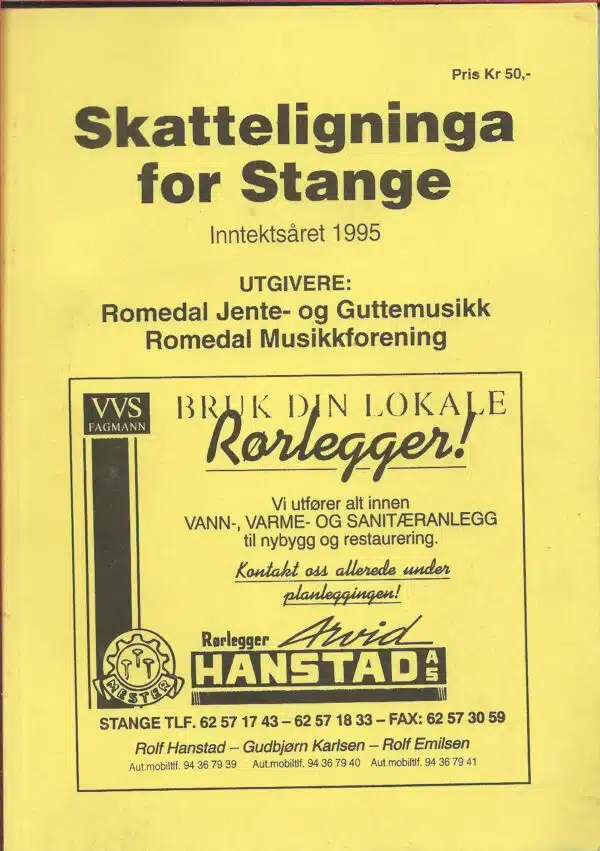 Pris Kr 50,-
Skatteligninga
for Stange
Inntektsåret 1995
UTGIVERE:
Romedal Jente- og Guttemusikk
Romedal Musikkforening
VVS
FAGMANN
BRUK DIN LOKALE
Rørlegger!
Vi utfører alt innen
VANN-, VARME- OG SANITÆRANLEGG
til nybygg og restaurering.
Kontakt oss allerede under
planleggingen!
MESTER
Rørlegger Arvid
HANSTAD AS
STANGE TLF. 62 57 17 43 – 62 57 18 33 – FAX: 62 57 30 59
Rolf Hanstad – Gudbjørn Karlsen – Rolf Emilsen
Aut.mobiltlf. 94 36 79 39 Aut.mobiltlf. 94 36 79 40 Aut.mobiltlf. 94 36 79 41